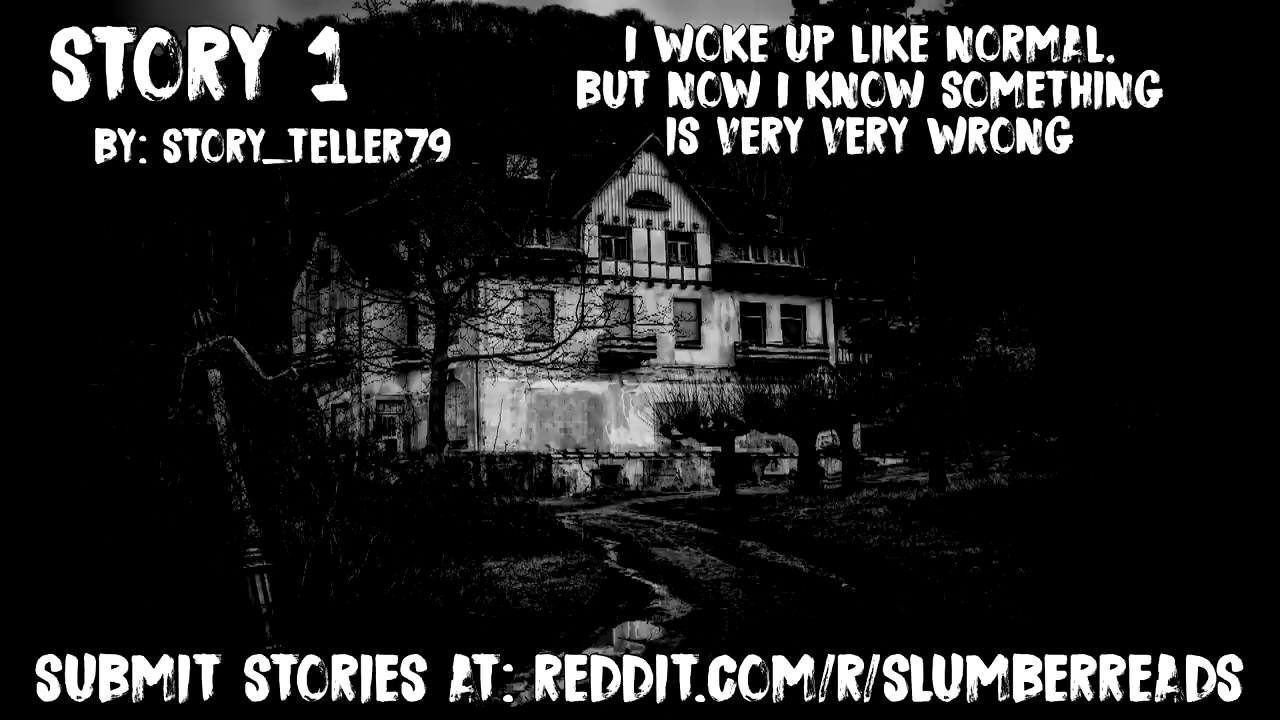 STORY 1
BY: STORY_TELLER79
I WOKE UP LIKE NORMAL.
BUT NOW I KNOW SOMETHING
IS VERY VERY WRONG
SUBMIT STORIES AT: REDDIT.COM/R/SLUMBERREADS